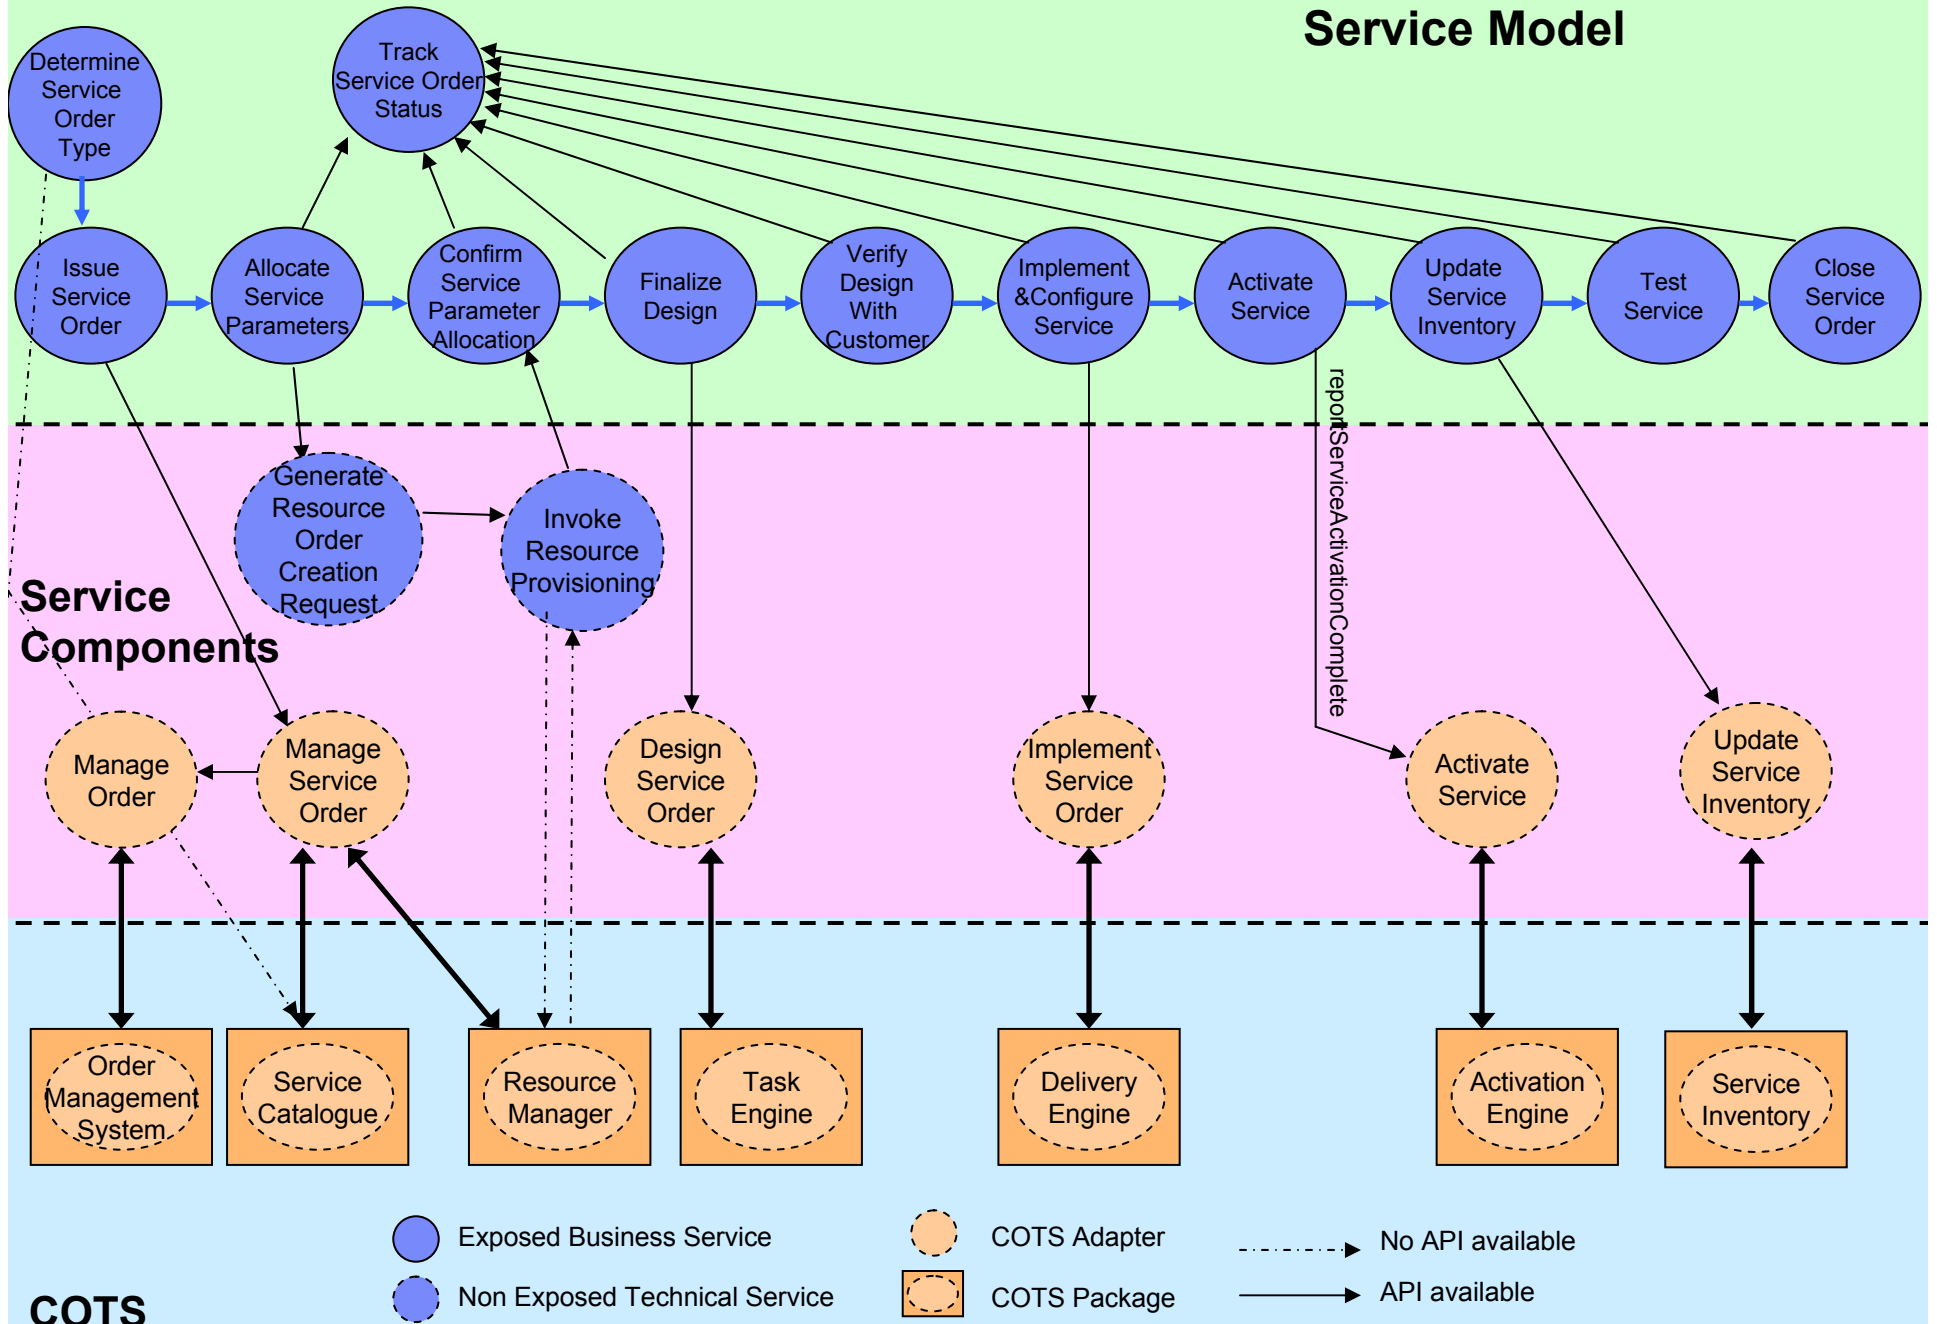 Service Model
Determine
Service
Order
Type
Track
Service Order
Status
Issue
Service
Order
Allocate
Service
Parameters
Confirm
Service
Parameter
Allocation
Finalize
Design
Verify
Design
With
Customer
Implement
&Configure
Service
Activate
Service
Update
Service
Inventory
Test
Service
Close
Service
Order
reportServiceActivationComplete
Generate
Resource
Order
Creation
Request
Invoke
Resource
Provisioning
Service
Components
Manage
Order
Manage
Service
Order
Design
Service
Order
Implement
Service
Order
Activate
Service
Update
Service
Inventory
Order
Management
System
Service
Catalogue
Resource
Manager
Task
Engine
Delivery
Engine
Activation
Engine
Service
Inventory
Exposed Business Service
COTS Adapter
No API available
Non Exposed Technical Service
COTS Package
API available
COTS